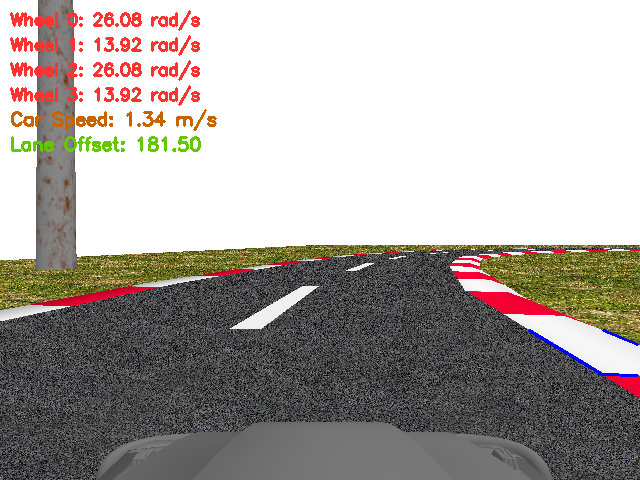 Wheel 0: 26.08 rad/s
Wheel 1: 13.92 rad/s
Wheel 2: 26.08 rad/s
Wheel 3: 13.92 rad/s
Car Speed: 1.34 m/s
Lane Offset: 181.50